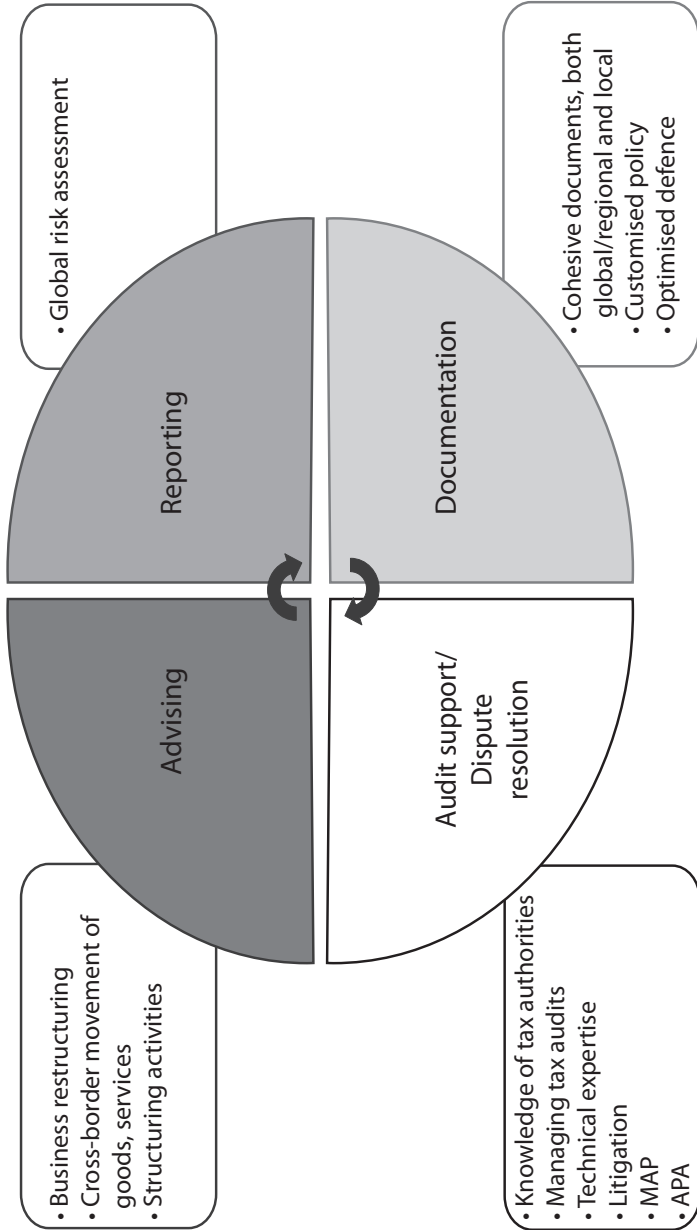 • Business restructuring
• Cross-border movement of
goods, services
• Structuring activities
Advising
Reporting
• Global risk assessment
• Knowledge of tax authorities
• Managing tax audits
• Technical expertise
• Litigation
• MAP
• APA
Audit support/
Dispute
resolution
Documentation
• Cohesive documents, both
global/regional and local
• Customised policy
• Optimised defence